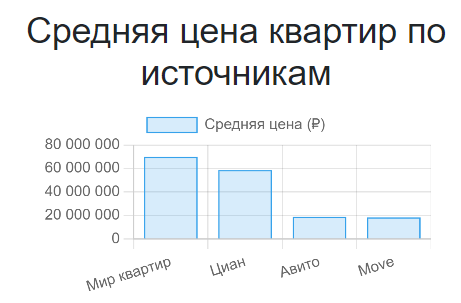 Средняя цена квартир по
источникам
Средняя цена (₽)
80 000 000
60 000 000
40 000 000
20 000 000
0
Мир квартир
Циан
Авито
Move